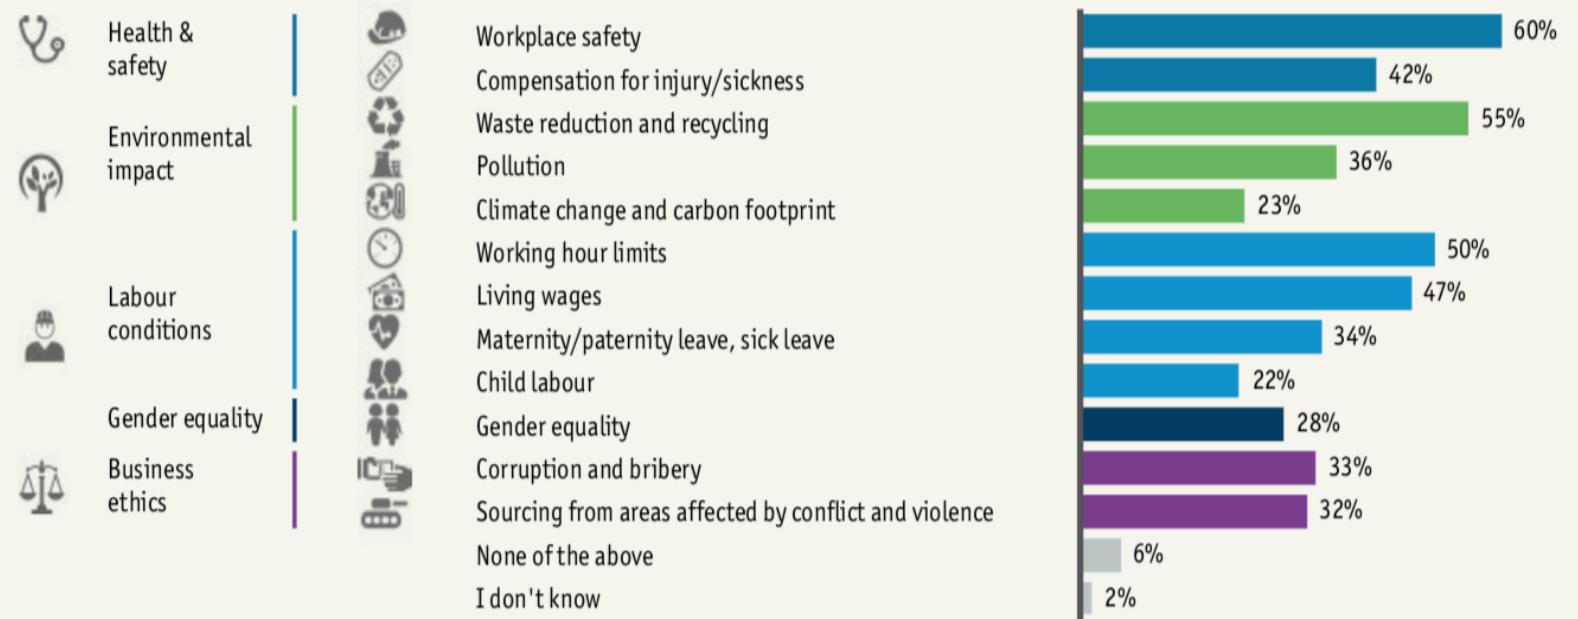 Health &
safety
Workplace safety 60%
Compensation for injury/sickness 42%
Environmental
impact
Waste reduction and recycling 55%
Pollution 36%
Climate change and carbon footprint 23%
Labour
conditions
Working hour limits 50%
Living wages 47%
Maternity/paternity leave, sick leave 34%
Child labour 22%
Gender equality
Gender equality 28%
Business
ethics
Corruption and bribery 33%
Sourcing from areas affected by conflict and violence 32%
None of the above 6%
I don't know 2%